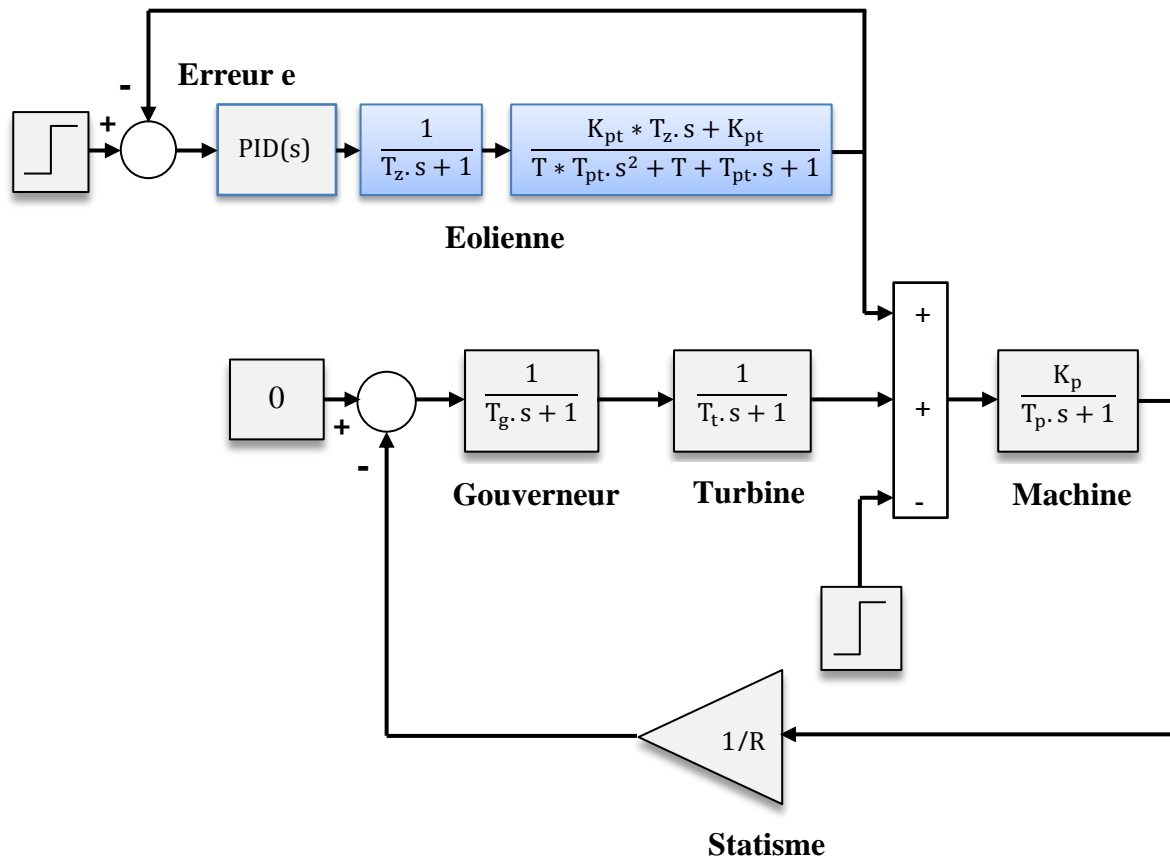 -
Erreur e
+
PID(s)
1
T_z. s + 1
K_pt * T_z. s + K_pt
T * T_pt. s² + T + T_pt. s + 1
Eolienne
+
+
-
0
+
-
1
T_g. s + 1
1
T_t. s + 1
K_p
T_p. s + 1
Gouverneur
Turbine
Machine
1/R
Statisme